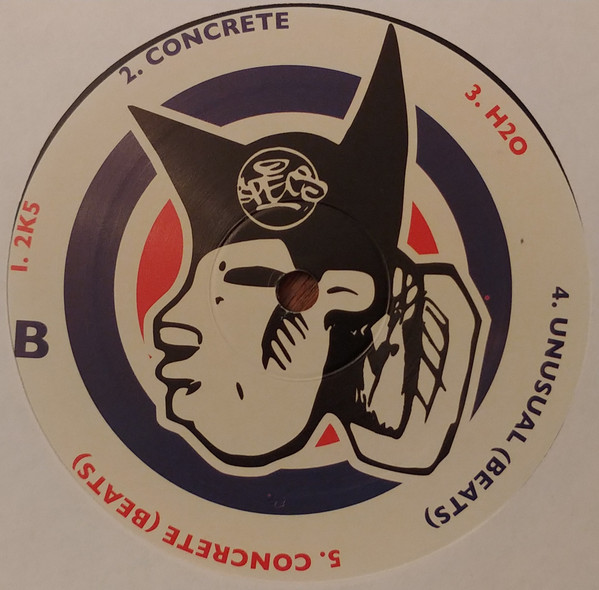 B
1. 2K5
2. CONCRETE
3. H2O
4. UNUSUAL (BEATS)
5. CONCRETE (BEATS)
SPECS